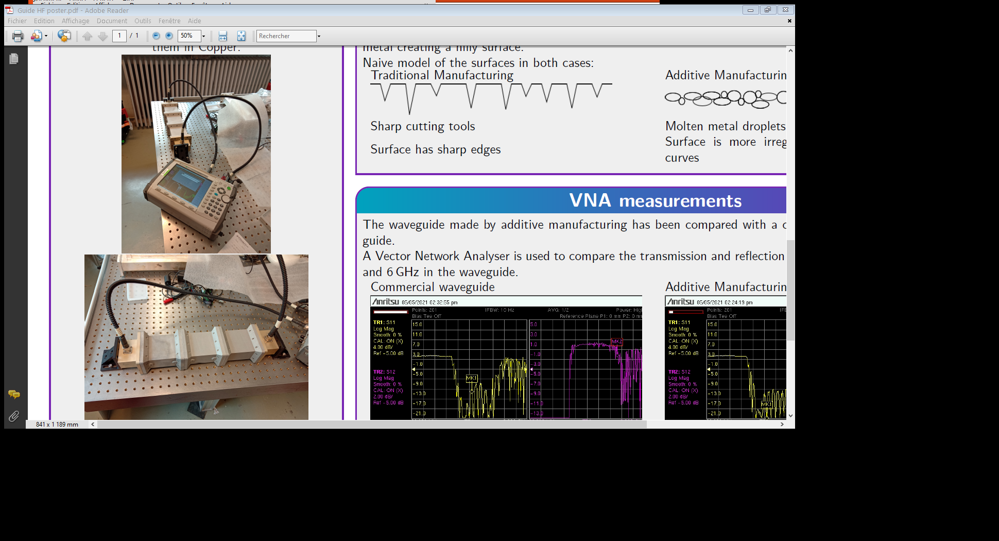 Guide HF poster.pdf - Adobe Reader
Fichier Edition Affichage Document Outils Fenêtre Aide
1 / 1 50% Rechercher
them in Copper.
metal creating a hilly surface.
Naive model of the surfaces in both cases:
Traditional Manufacturing
Additive Manufacturin
Sharp cutting tools
Molten metal droplets
Surface is more irreg
Surface has sharp edges
curves
VNA measurements
The waveguide made by additive manufacturing has been compared with a c
guide.
A Vector Network Analyser is used to compare the transmission and reflection
and 6 GHz in the waveguide.
Commercial waveguide
Additive Manufacturin
Anritsu 05/05/2021 02:32:55 pm
Points: 201 IFBW: 10 Hz AVG: 1/2 Power: High
Bias Tee Off Reference Plane P1: 0 mm P2: 0 mm
TR1: S11
Log Mag
Smooth: 0 %
CAL: ON (X)
4.00 dB/
Ref -5.00 dB
TR2: S12
Log Mag
Smooth: 0 %
CAL: ON (X)
2.00 dB/
Ref -5.00 dB
15.0
11.0
7.0
3.0
-1.0
-5.0
-9.0
-13.0
-17.0
-21.0
MK1
5.0
3.0
1.0
-1.0
-3.0
-5.0
-7.0
-9.0
-11.0
-13.0
MK2
Anritsu 05/05/2021 02:24:19 pm
Points: 201 IFB
Bias Tee Off
TR1: S11
Log Mag
Smooth: 0 %
CAL: ON (X)
4.00 dB/
Ref -5.00 dB
TR2: S12
Log Mag
Smooth: 0 %
CAL: ON (X)
2.00 dB/
Ref -5.00 dB
15.0
11.0
7.0
3.0
-1.0
-5.0
-9.0
-13.0
-17.0
-21.0
MK1
841 x 1 189 mm